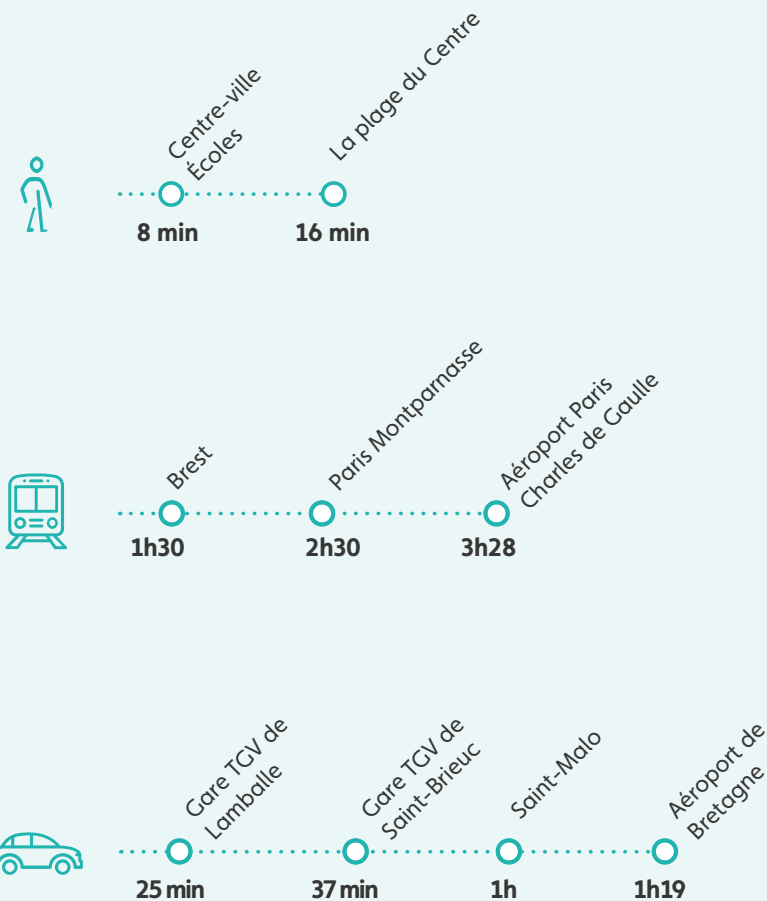 Centre-ville
Écoles
La plage du Centre
8 min
16 min
Brest
Paris Montparnasse
Aéroport Paris
Charles de Gaulle
1h30
2h30
3h28
Gare TGV de
Lamballe
Gare TGV de
Saint-Brieuc
Saint-Malo
Aéroport de
Bretagne
25 min
37 min
1h
1h19